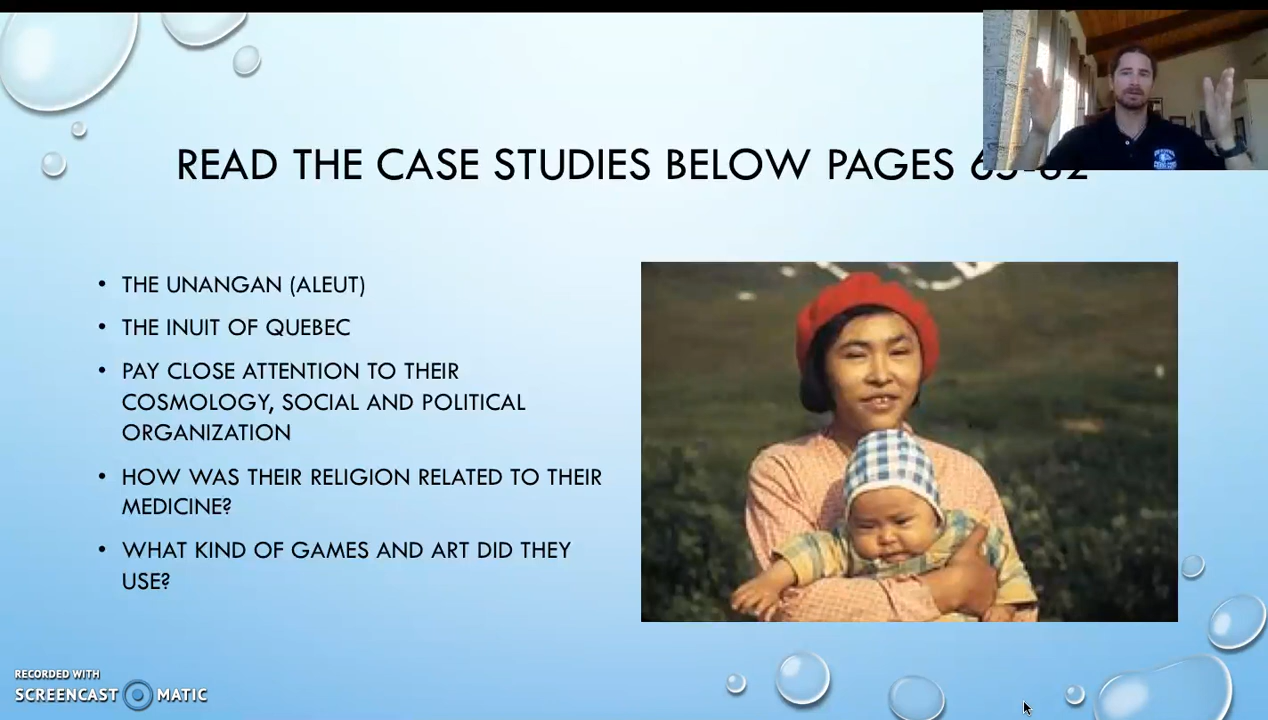 READ THE CASE STUDIES BELOW PAGES
• THE UNANGAN (ALEUT)
• THE INUIT OF QUEBEC
• PAY CLOSE ATTENTION TO THEIR
COSMOLOGY, SOCIAL AND POLITICAL
ORGANIZATION
• HOW WAS THEIR RELIGION RELATED TO THEIR
MEDICINE?
• WHAT KIND OF GAMES AND ART DID THEY
USE?
RECORDED WITH
SCREENCAST MATIC